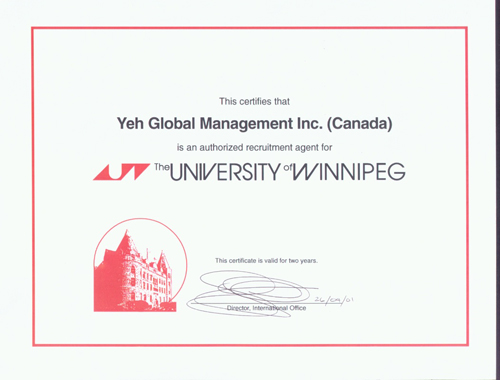 This certifies that
Yeh Global Management Inc. (Canada)
is an authorized recruitment agent for
UW The UNIVERSITY of WINNIPEG
This certificate is valid for two years.
Director, International Office